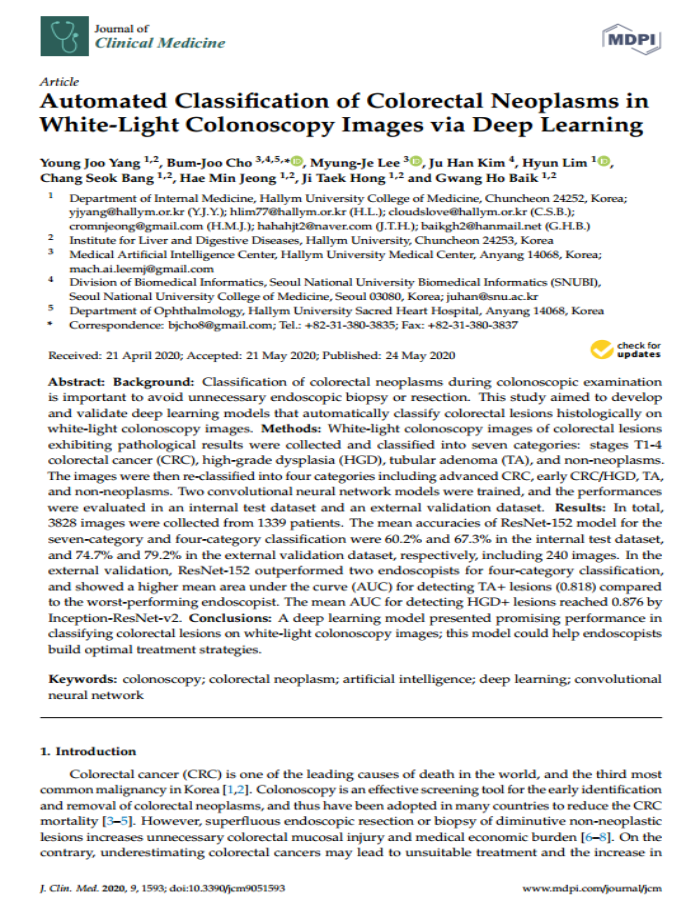 Journal of
Clinical Medicine
MDPI
Article
Automated Classification of Colorectal Neoplasms in
White-Light Colonoscopy Images via Deep Learning
Young Joo Yang 1,2, Bum-Joo Cho 3,4,5,*, Myung-Je Lee 3, Ju Han Kim 4, Hyun Lim 1,
Chang Seok Bang 1,2, Hae Min Jeong 1,2, Ji Taek Hong 1,2 and Gwang Ho Baik 1,2
1 Department of Internal Medicine, Hallym University College of Medicine, Chuncheon 24252, Korea;
yjyang@hallym.or.kr (Y.J.Y.); hlim77@hallym.or.kr (H.L.); cloudslove@hallym.or.kr (C.S.B.);
cromnjeong@gmail.com (H.M.J.); hahahjt2@naver.com (J.T.H.); baikgh2@hanmail.net (G.H.B.)
2 Institute for Liver and Digestive Diseases, Hallym University, Chuncheon 24253, Korea
3 Medical Artificial Intelligence Center, Hallym University Medical Center, Anyang 14068, Korea;
mach.ai.leemj@gmail.com
4 Division of Biomedical Informatics, Seoul National University Biomedical Informatics (SNUBI),
Seoul National University College of Medicine, Seoul 03080, Korea; juhan@snu.ac.kr
5 Department of Ophthalmology, Hallym University Sacred Heart Hospital, Anyang 14068, Korea
* Correspondence: bjcho8@gmail.com; Tel.: +82-31-380-3835; Fax: +82-31-380-3837
Received: 21 April 2020; Accepted: 21 May 2020; Published: 24 May 2020
check for
updates
Abstract: Background: Classification of colorectal neoplasms during colonoscopic examination
is important to avoid unnecessary endoscopic biopsy or resection. This study aimed to develop
and validate deep learning models that automatically classify colorectal lesions histologically on
white-light colonoscopy images. Methods: White-light colonoscopy images of colorectal lesions
exhibiting pathological results were collected and classified into seven categories: stages T1-4
colorectal cancer (CRC), high-grade dysplasia (HGD), tubular adenoma (TA), and non-neoplasms.
The images were then re-classified into four categories including advanced CRC, early CRC/HGD, TA,
and non-neoplasms. Two convolutional neural network models were trained, and the performances
were evaluated in an internal test dataset and an external validation dataset. Results: In total,
3828 images were collected from 1339 patients. The mean accuracies of ResNet-152 model for the
seven-category and four-category classification were 60.2% and 67.3% in the internal test dataset,
and 74.7% and 79.2% in the external validation dataset, respectively, including 240 images. In the
external validation, ResNet-152 outperformed two endoscopists for four-category classification,
and showed a higher mean area under the curve (AUC) for detecting TA+ lesions (0.818) compared
to the worst-performing endoscopist. The mean AUC for detecting HGD+ lesions reached 0.876 by
Inception-ResNet-v2. Conclusions: A deep learning model presented promising performance in
classifying colorectal lesions on white-light colonoscopy images; this model could help endoscopists
build optimal treatment strategies.
Keywords: colonoscopy; colorectal neoplasm; artificial intelligence; deep learning; convolutional
neural network
1. Introduction
Colorectal cancer (CRC) is one of the leading causes of death in the world, and the third most
common malignancy in Korea [1,2]. Colonoscopy is an effective screening tool for the early identification
and removal of colorectal neoplasms, and thus have been adopted in many countries to reduce the CRC
mortality [3–5]. However, superfluous endoscopic resection or biopsy of diminutive non-neoplastic
lesions increases unnecessary colorectal mucosal injury and medical economic burden [6–8]. On the
contrary, underestimating colorectal cancers may lead to unsuitable treatment and the increase in
J. Clin. Med. 2020, 9, 1593; doi:10.3390/jcm9051593
www.mdpi.com/journal/jcm